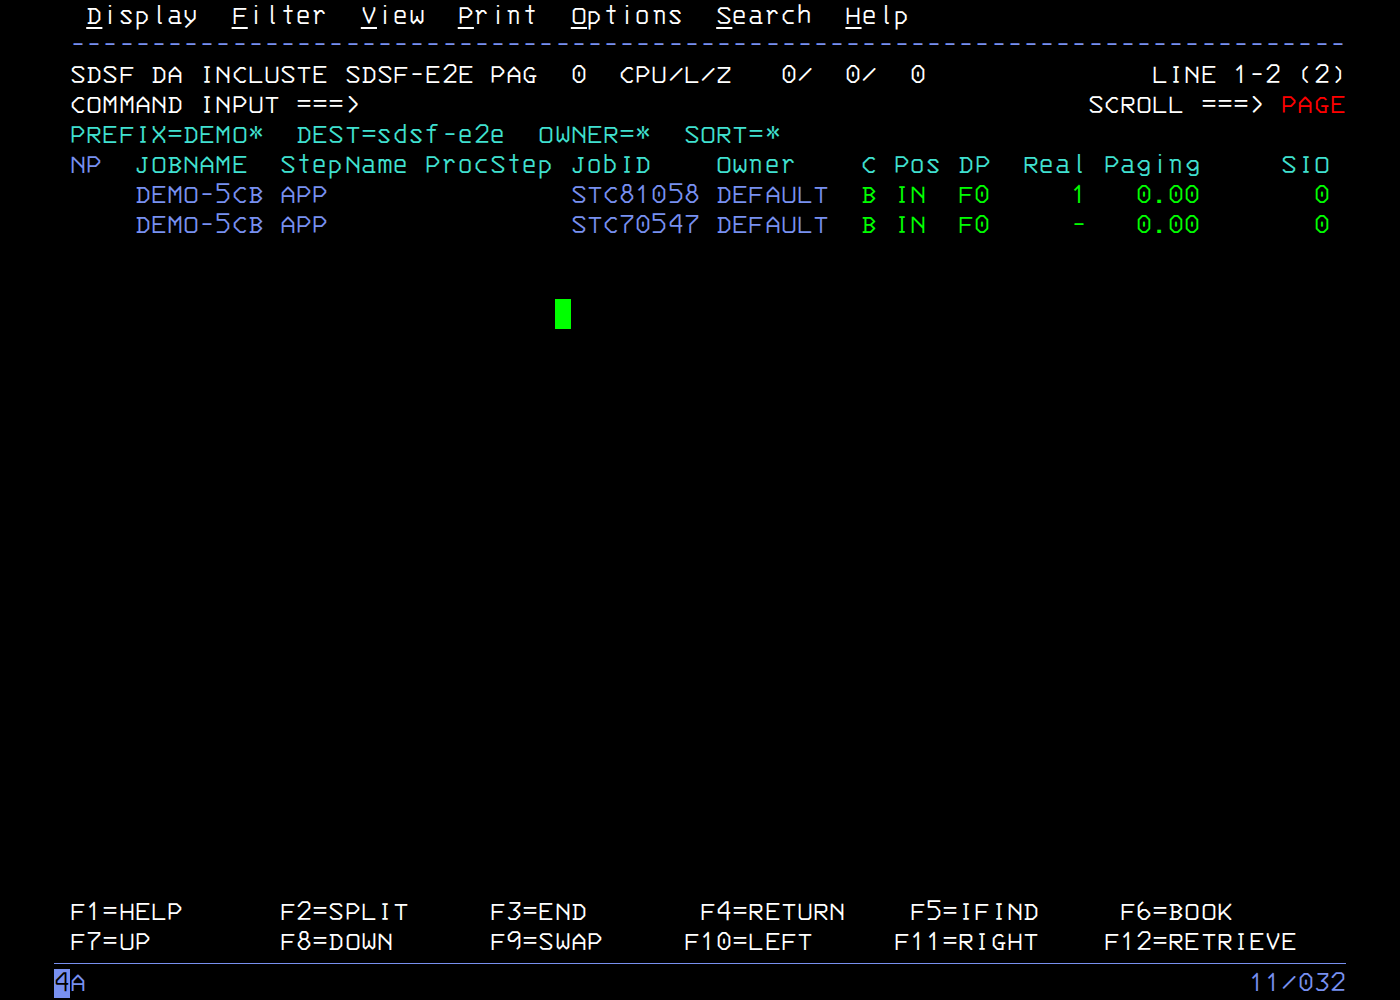 Display  Filter  View  Print  Options  Search  Help
--------------------------------------------------------------------------------
SDSF DA INCLUSTE SDSF-E2E PAG  0  CPU/L/Z   0/  0/  0              LINE 1-2 (2)
COMMAND INPUT ===>                                             SCROLL ===> PAGE
PREFIX=DEMO*  DEST=sdsf-e2e  OWNER=*  SORT=*
NP  JOBNAME  StepName ProcStep JobID    Owner    C Pos DP  Real Paging     SIO
DEMO-5CB APP               STC81058 DEFAULT  B IN  F0     1   0.00       0
DEMO-5CB APP               STC70547 DEFAULT  B IN  F0     -   0.00       0
F1=HELP      F2=SPLIT     F3=END       F4=RETURN    F5=IFIND     F6=BOOK
F7=UP        F8=DOWN      F9=SWAP     F10=LEFT     F11=RIGHT    F12=RETRIEVE
4A                                                                       11/032